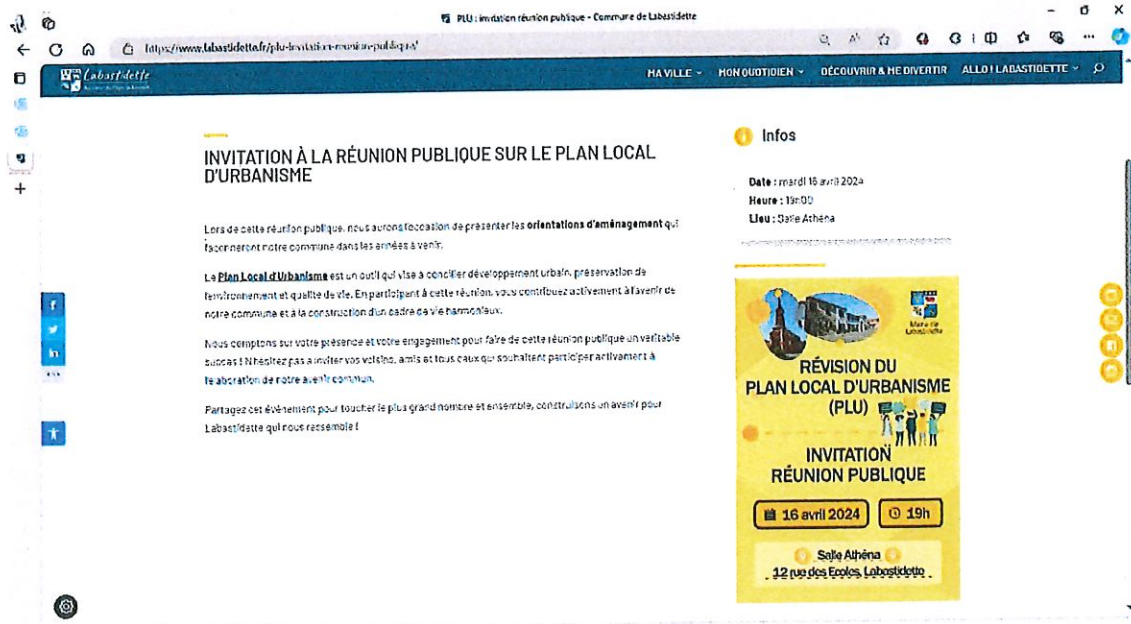 PLU : invitation réunion publique - Commune de Labastidette
https://www.labastidette.fr/plu-invitation-reunion-publique/
Labastidette
MA VILLE
MON QUOTIDIEN
DÉCOUVRIR & ME DIVERTIR
ALLO ! LABASTIDETTE
INVITATION À LA RÉUNION PUBLIQUE SUR LE PLAN LOCAL
D'URBANISME
Lors de cette réunion publique, nous aurons l'occasion de présenter les orientations d'aménagement qui
façonneront notre commune dans les années à venir.
Le Plan Local d'Urbanisme est un outil qui vise à concilier développement urbain, préservation de
l'environnement et qualité de vie. En participant à cette réunion, vous contribuez activement à l'avenir de
notre commune et à la construction d'un cadre de vie harmonieux.
Nous comptons sur votre présence et votre engagement pour faire de cette réunion publique un véritable
succès ! N'hésitez pas à inviter vos voisins, amis et tous ceux qui souhaitent participer activement à
l'élaboration de notre avenir commun.
Partagez cet événement pour toucher le plus grand nombre et ensemble, construisons un avenir pour
Labastidette qui nous ressemble !
Infos
Date : mardi 16 avril 2024
Heure : 19h00
Lieu : Salle Athéna
Mairie de
Labastidette
RÉVISION DU
PLAN LOCAL D'URBANISME
(PLU)
INVITATION
RÉUNION PUBLIQUE
16 avril 2024
19h
Salle Athéna
12 rue des Ecoles, Labastidette